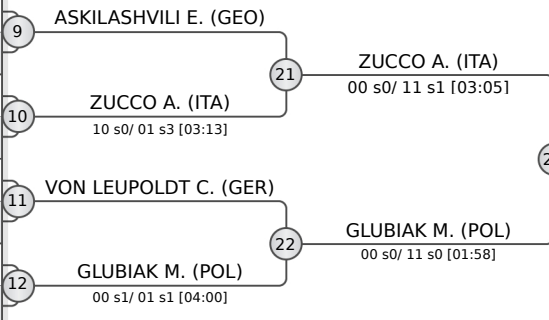 ASKILASHVILI E. (GEO)
9
21
ZUCCO A. (ITA)
00 s0/ 11 s1 [03:05]
ZUCCO A. (ITA)
10
10 s0/ 01 s3 [03:13]
VON LEUPOLDT C. (GER)
11
22
GLUBIAK M. (POL)
00 s0/ 11 s0 [01:58]
GLUBIAK M. (POL)
12
00 s1/ 01 s1 [04:00]